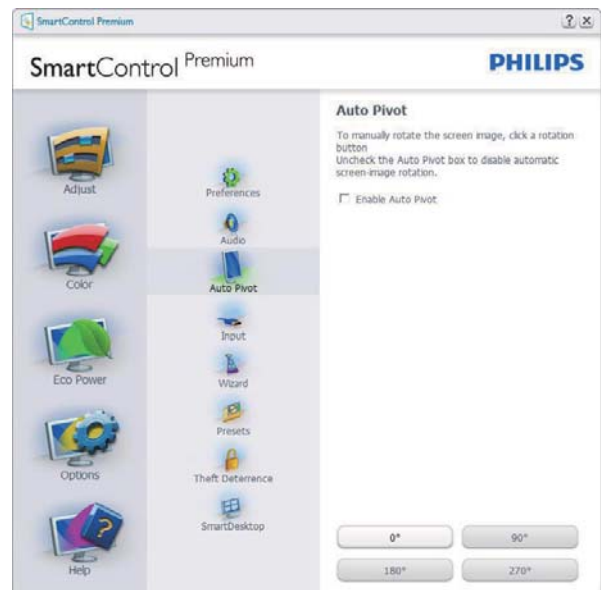 SmartControl Premium
? x
SmartControl Premium
PHILIPS
Adjust
Color
Eco Power
Options
Help
Preferences
Audio
Auto Pivot
Input
Wizard
Presets
Theft Deterrence
SmartDesktop
Auto Pivot
To manually rotate the screen image, click a rotation
button
Uncheck the Auto Pivot box to disable automatic
screen-image rotation.
Enable Auto Pivot
0°
90°
180°
270°